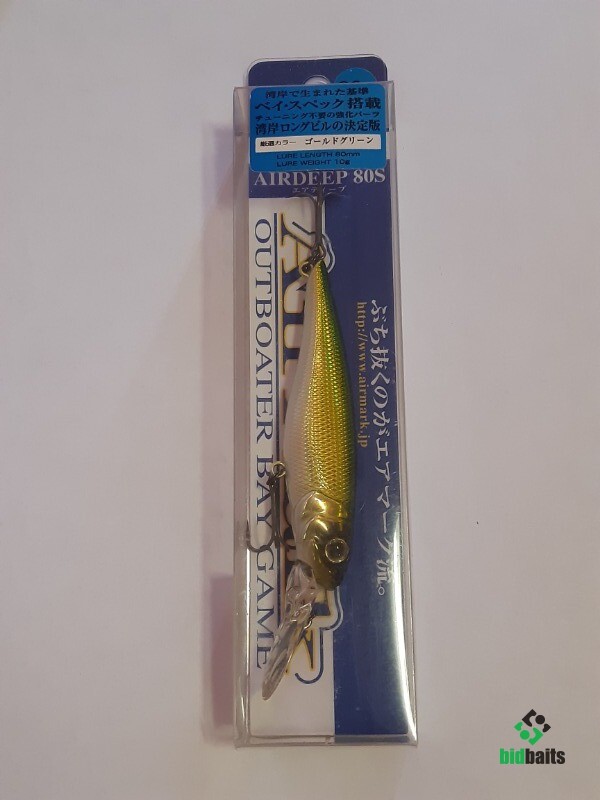 湾岸で生まれた基準
ベイ・スペック搭載
チューニング不要の強化パーツ
湾岸ロングビルの決定版
厳選カラー ゴールドグリーン
LURE LENGTH 80mm
LURE WEIGHT 10g
AIRDEEP 80S
エアディープ
OUTBOATER BAY GAME
ぶち抜くのがエアマーク流。
http://www.airmark.jp
bidbaits